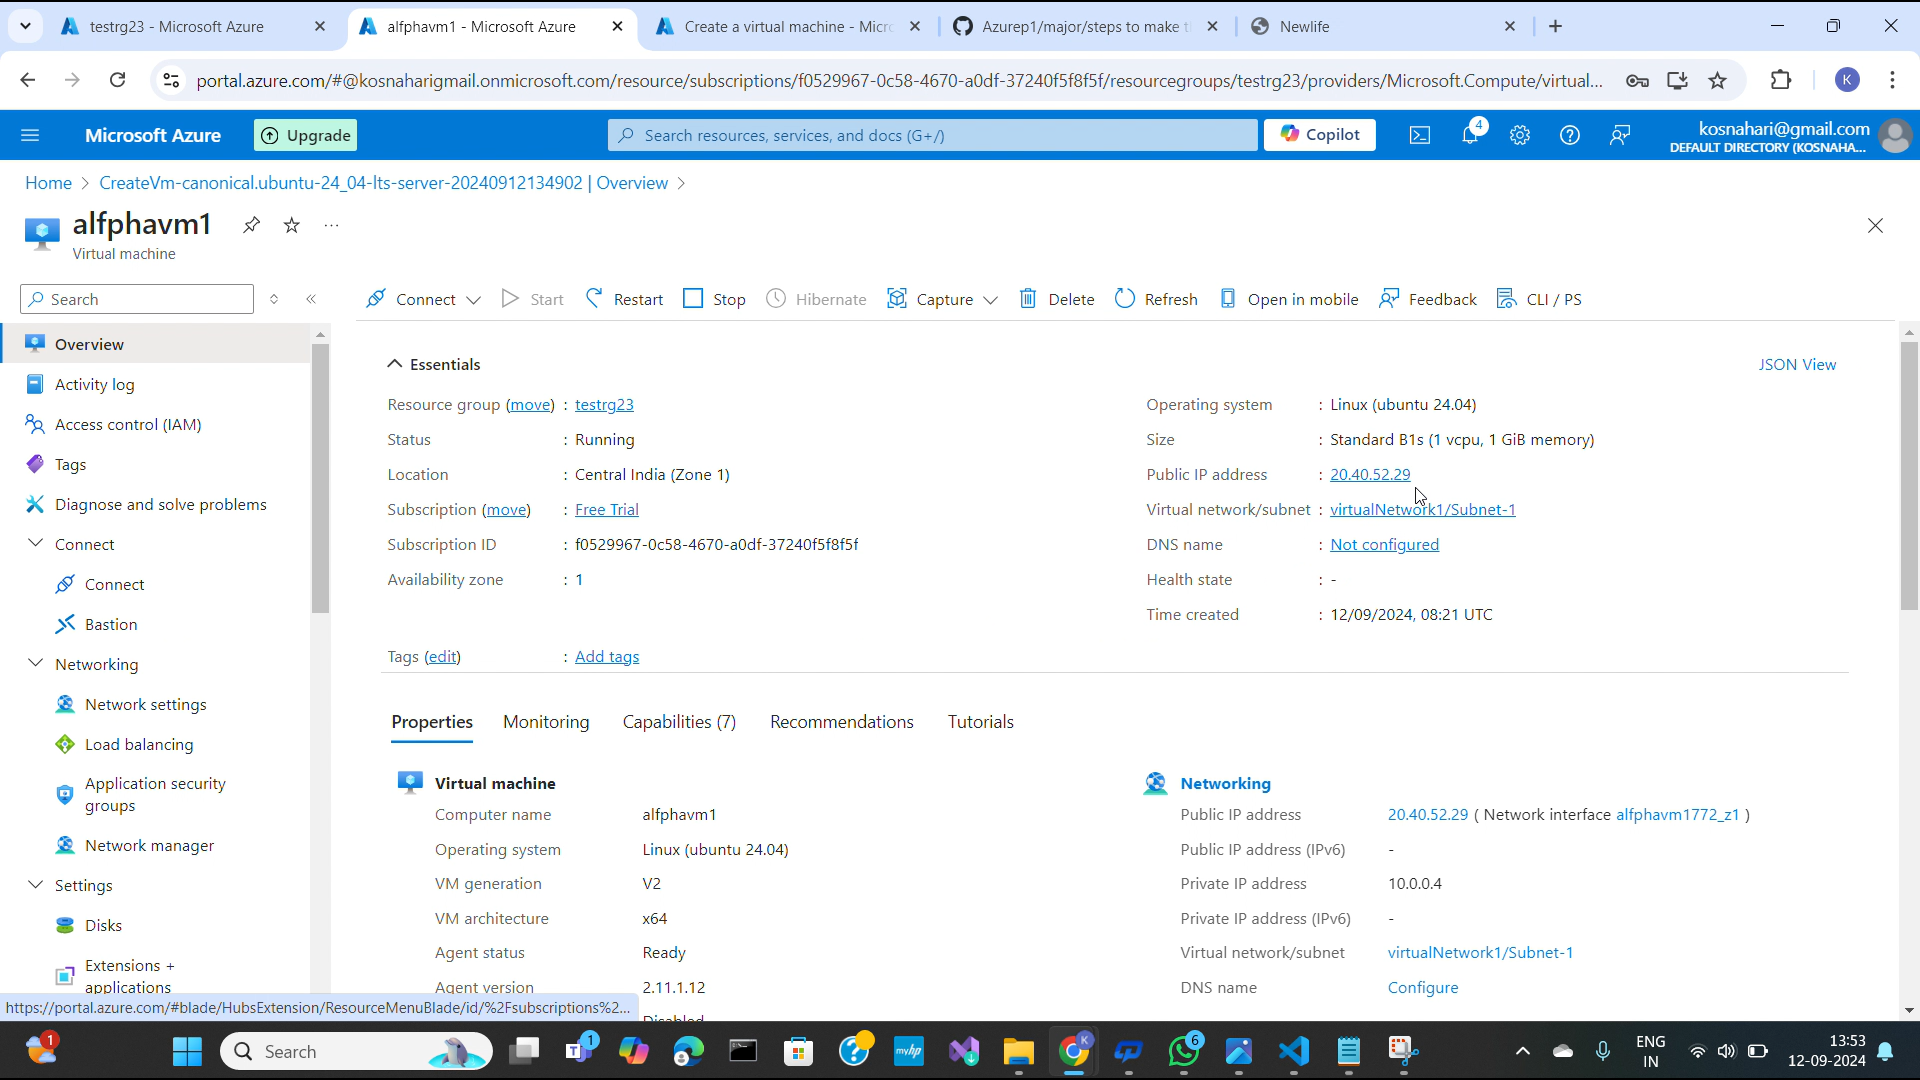 testrg23 - Microsoft Azure
alfphavm1 - Microsoft Azure
Create a virtual machine - Micro
Azurep1/major/steps to make t
Newlife
portal.azure.com/#@kosnaharigmail.onmicrosoft.com/resource/subscriptions/f0529967-0c58-4670-a0df-37240f5f8f5f/resourcegroups/testrg23/providers/Microsoft.Compute/virtual...
K
Microsoft Azure
Upgrade
Search resources, services, and docs (G+/)
Copilot
4
kosnahari@gmail.com
DEFAULT DIRECTORY (KOSNAHA...
Home > CreateVm-canonical.ubuntu-24_04-lts-server-20240912134902 | Overview >
alfphavm1
Virtual machine
Search
Connect
Start
Restart
Stop
Hibernate
Capture
Delete
Refresh
Open in mobile
Feedback
CLI / PS
Overview
Activity log
Access control (IAM)
Tags
Diagnose and solve problems
Connect
Connect
Bastion
Networking
Network settings
Load balancing
Application security
groups
Network manager
Settings
Disks
Extensions +
applications
Essentials
JSON View
Resource group (move) : testrg23
Status : Running
Location : Central India (Zone 1)
Subscription (move) : Free Trial
Subscription ID : f0529967-0c58-4670-a0df-37240f5f8f5f
Availability zone : 1
Operating system : Linux (ubuntu 24.04)
Size : Standard B1s (1 vcpu, 1 GiB memory)
Public IP address : 20.40.52.29
Virtual network/subnet : virtualNetwork1/Subnet-1
DNS name : Not configured
Health state : -
Time created : 12/09/2024, 08:21 UTC
Tags (edit) : Add tags
Properties
Monitoring
Capabilities (7)
Recommendations
Tutorials
Virtual machine
Computer name alfphavm1
Operating system Linux (ubuntu 24.04)
VM generation V2
VM architecture x64
Agent status Ready
Agent version 2.11.1.12
Disabled
Networking
Public IP address 20.40.52.29 ( Network interface alfphavm1772_z1 )
Public IP address (IPv6) -
Private IP address 10.0.0.4
Private IP address (IPv6) -
Virtual network/subnet virtualNetwork1/Subnet-1
DNS name Configure
https://portal.azure.com/#blade/HubsExtension/ResourceMenuBlade/id/%2Fsubscriptions%2...
1
Search
1
myhp
K
6
ENG
IN
13:53
12-09-2024